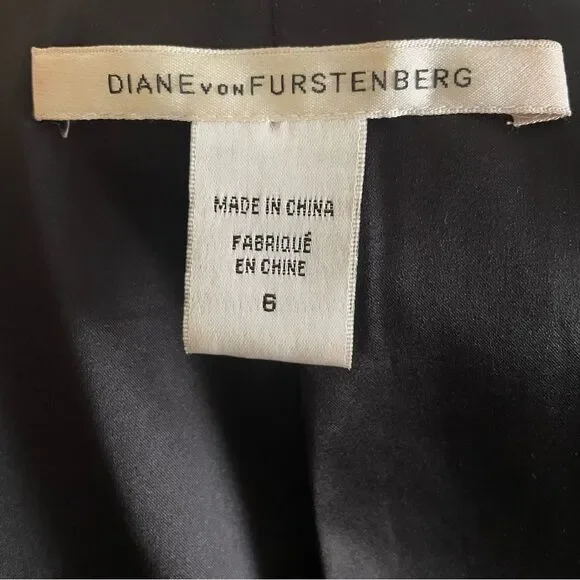 DIANE VON FURSTENBERG
MADE IN CHINA
FABRIQUÉ
EN CHINE
6